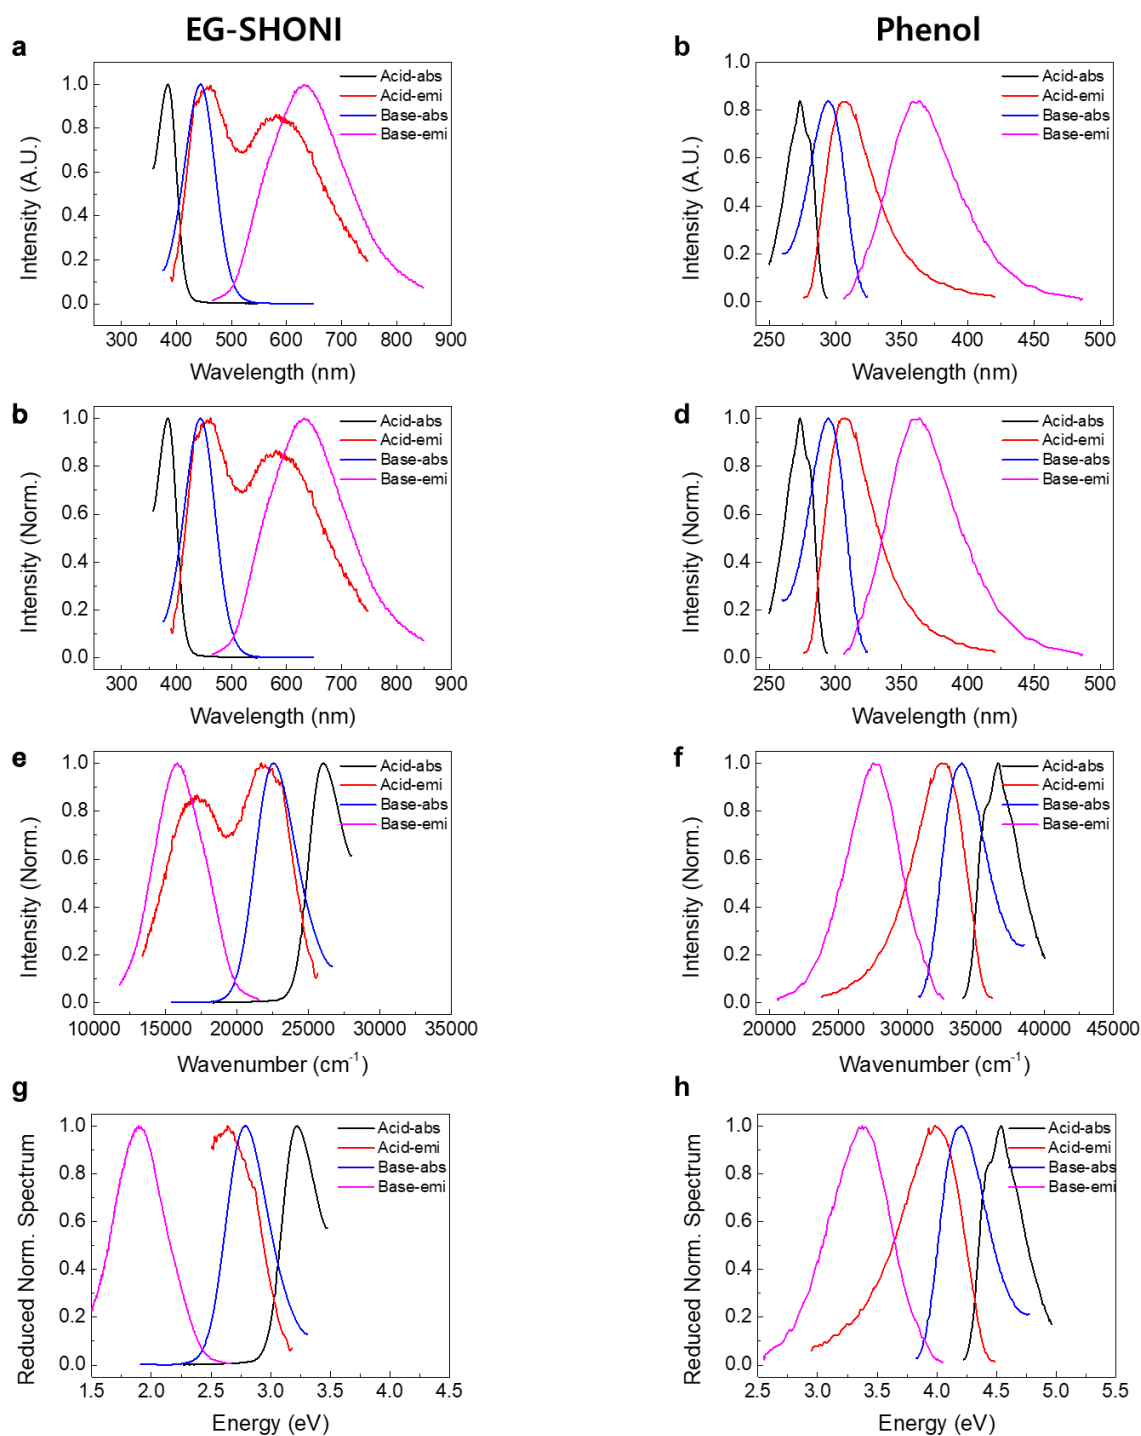 EG-SHONI
Phenol
a
Intensity (A.U.)
1.0
0.8
0.6
0.4
0.2
0.0
Acid-abs
Acid-emi
Base-abs
Base-emi
300 400 500 600 700 800 900
Wavelength (nm)
b
Intensity (A.U.)
1.0
0.8
0.6
0.4
0.2
0.0
Acid-abs
Acid-emi
Base-abs
Base-emi
250 300 350 400 450 500
Wavelength (nm)
b
Intensity (Norm.)
1.0
0.8
0.6
0.4
0.2
0.0
Acid-abs
Acid-emi
Base-abs
Base-emi
300 400 500 600 700 800 900
Wavelength (nm)
d
Intensity (Norm.)
1.0
0.8
0.6
0.4
0.2
0.0
Acid-abs
Acid-emi
Base-abs
Base-emi
250 300 350 400 450 500
Wavelength (nm)
e
Intensity (Norm.)
1.0
0.8
0.6
0.4
0.2
0.0
Acid-abs
Acid-emi
Base-abs
Base-emi
10000 15000 20000 25000 30000 35000
Wavenumber (cm⁻¹)
f
Intensity (Norm.)
1.0
0.8
0.6
0.4
0.2
0.0
Acid-abs
Acid-emi
Base-abs
Base-emi
20000 25000 30000 35000 40000 45000
Wavenumber (cm⁻¹)
g
Reduced Norm. Spectrum
1.0
0.8
0.6
0.4
0.2
0.0
Acid-abs
Acid-emi
Base-abs
Base-emi
1.5 2.0 2.5 3.0 3.5 4.0 4.5
Energy (eV)
h
Reduced Norm. Spectrum
1.0
0.8
0.6
0.4
0.2
0.0
Acid-abs
Acid-emi
Base-abs
Base-emi
2.5 3.0 3.5 4.0 4.5 5.0 5.5
Energy (eV)